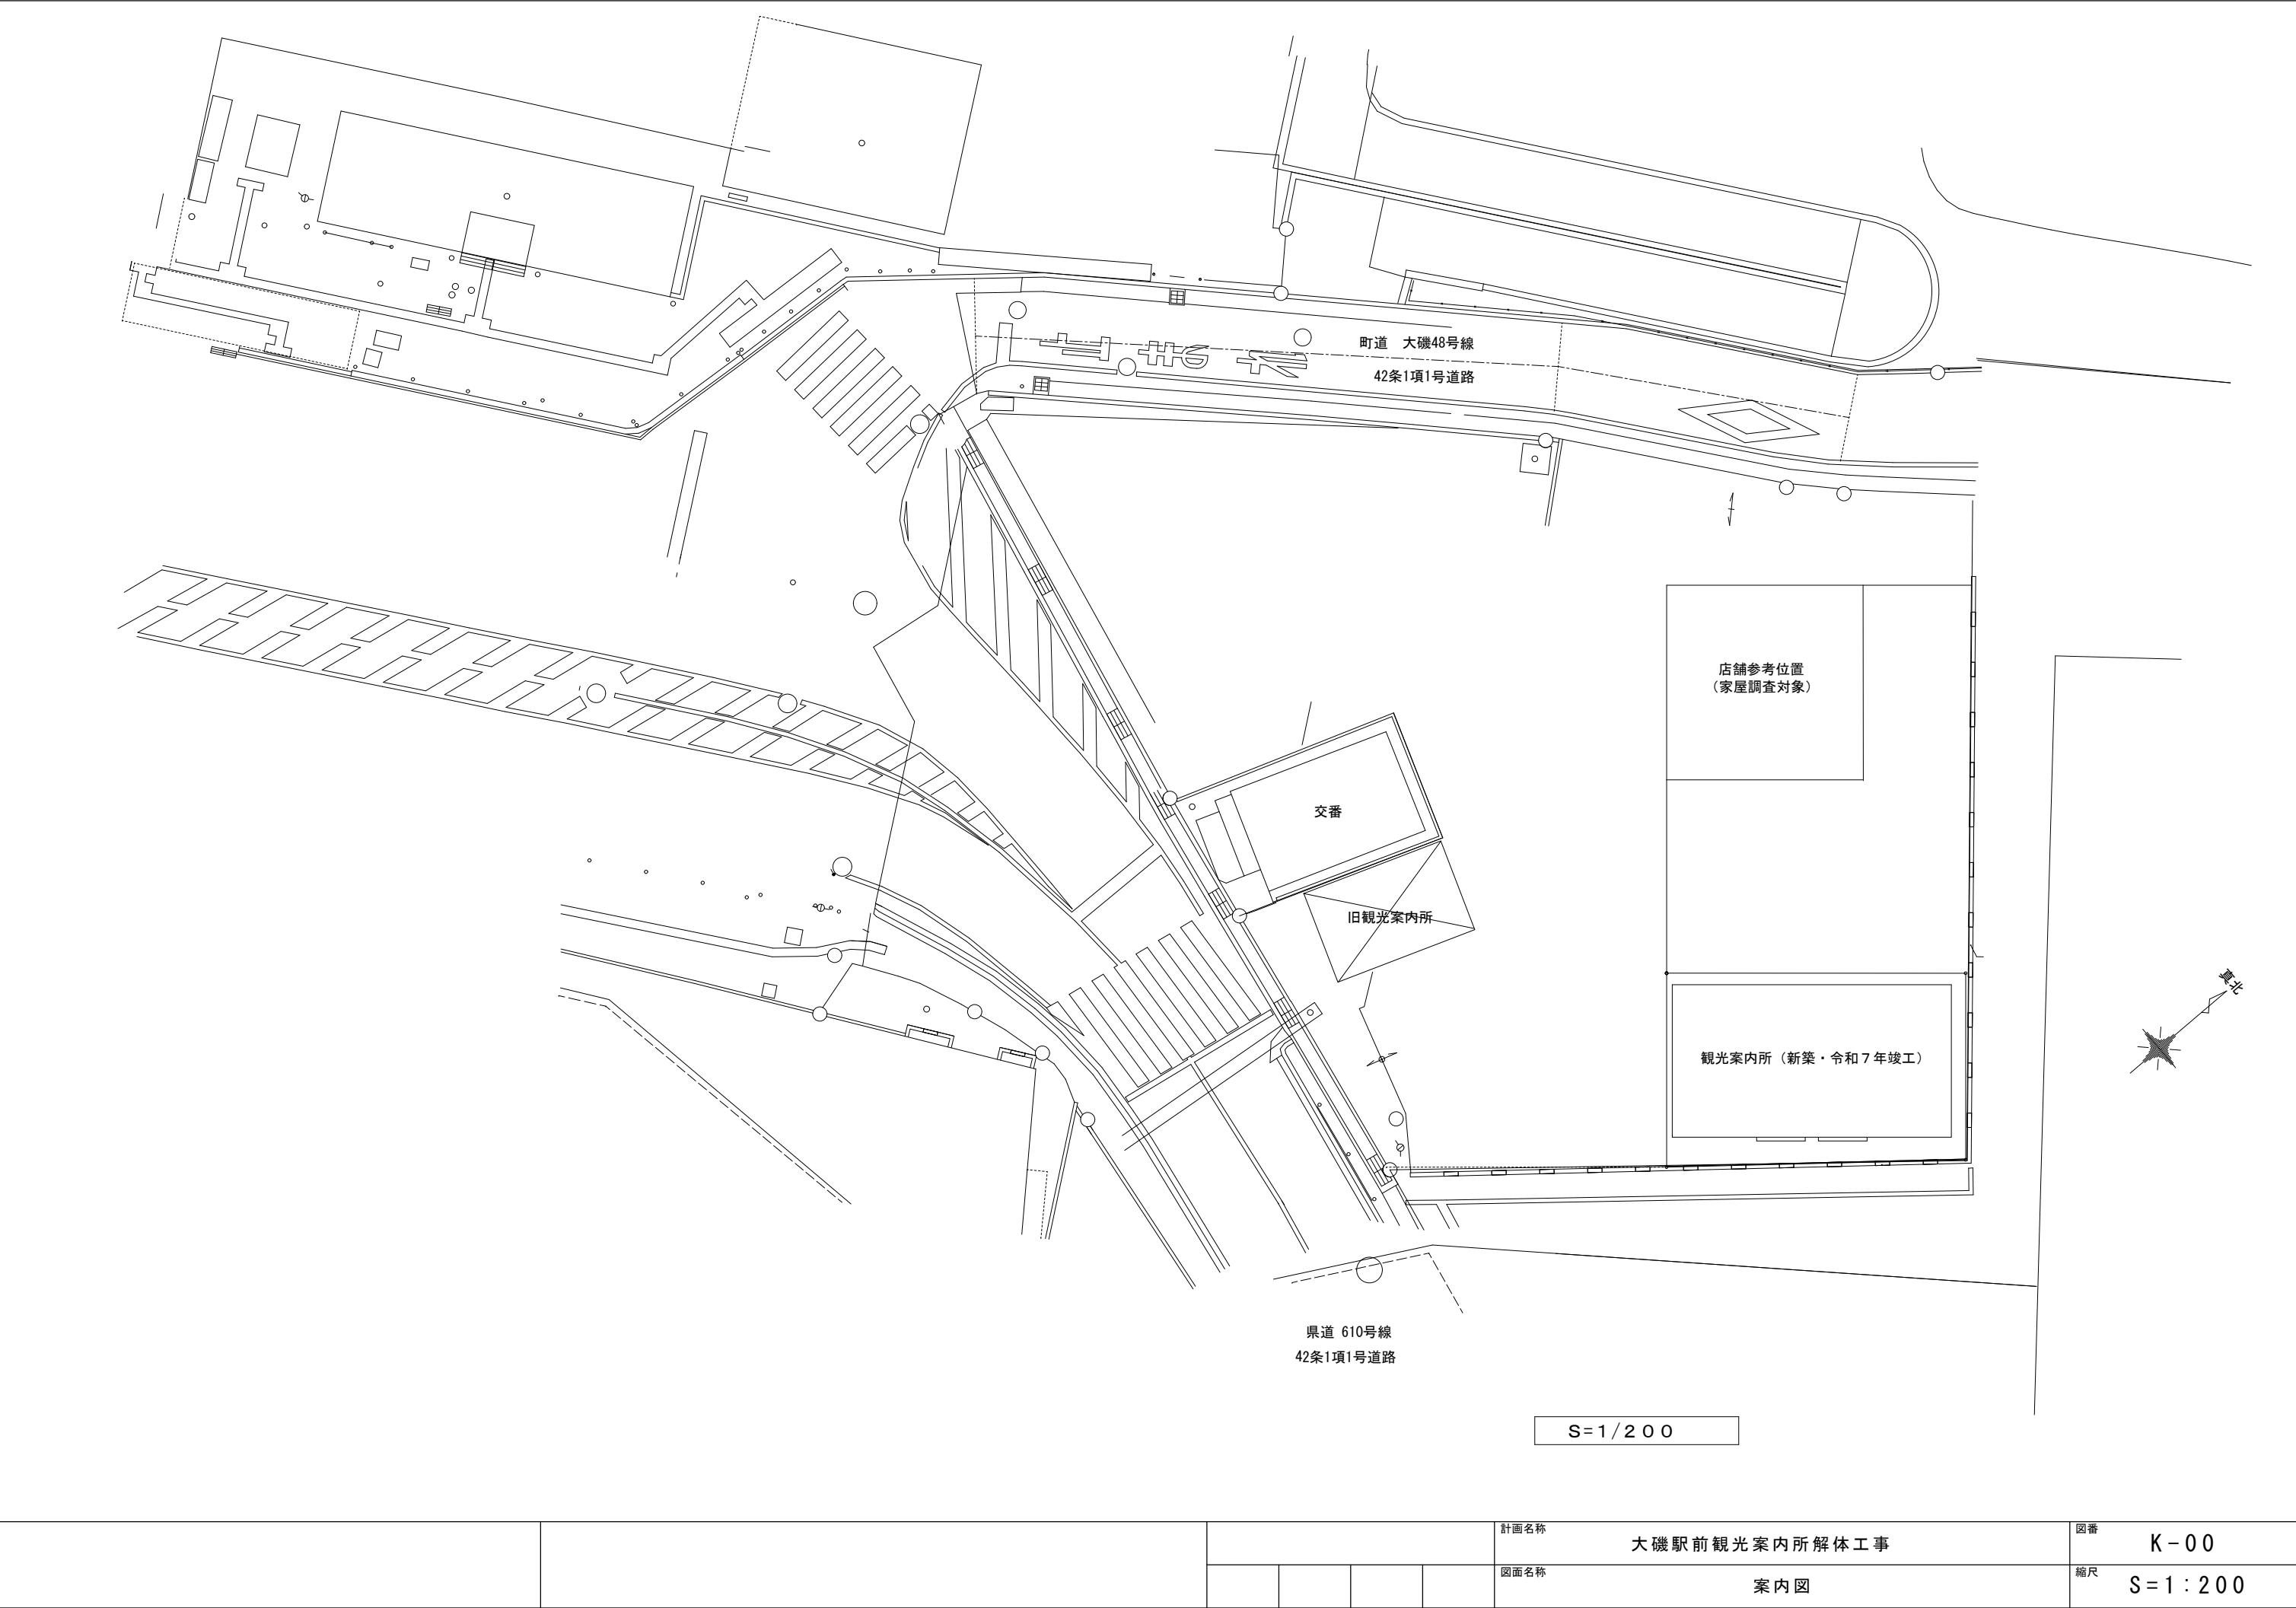 町道 大磯48号線
42条1項1号道路
止まれ
店舗参考位置
（家屋調査対象）
交番
旧観光案内所
観光案内所（新築・令和７年竣工）
真北
県道 610号線
42条1項1号道路
S=1/200
計画名称
大磯駅前観光案内所解体工事
図番
K-00
図面名称
案内図
縮尺
S=1:200